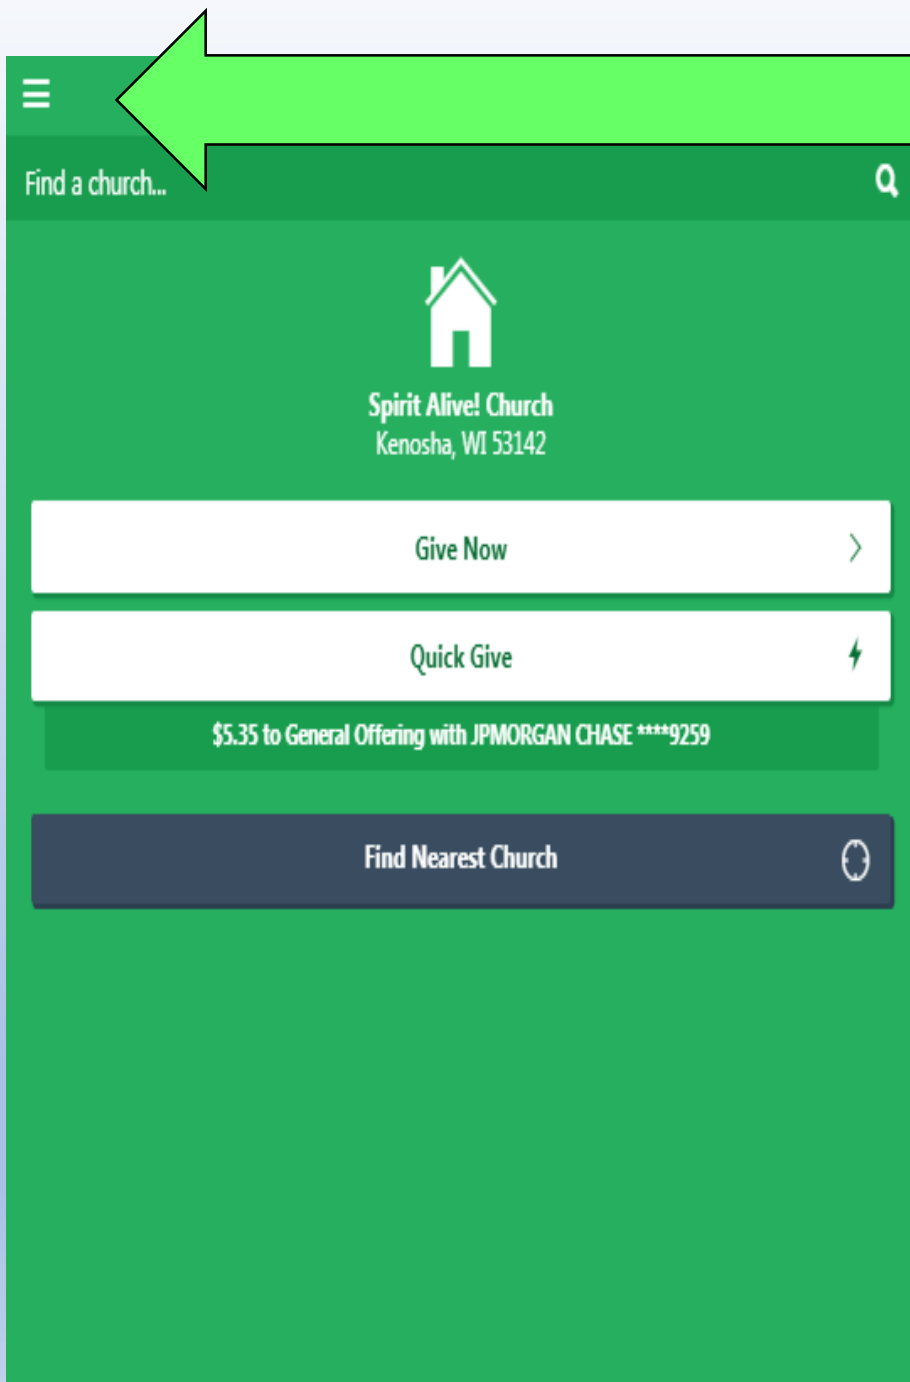 Find a church...
Spirit Alive! Church
Kenosha, WI 53142
Give Now
Quick Give
$5.35 to General Offering with JPMORGAN CHASE ****9259
Find Nearest Church